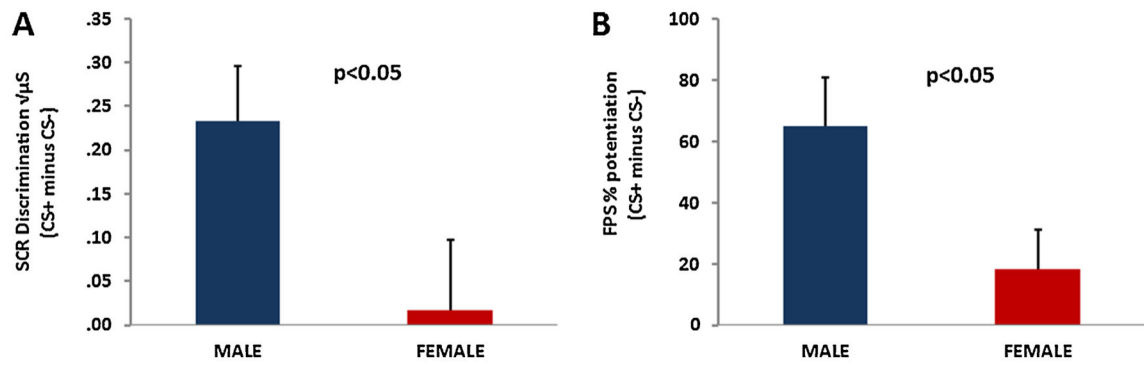 A
SCR Discrimination √µS
(CS+ minus CS-)
.35
.30
.25
.20
.15
.10
.05
.00
p<0.05
MALE
FEMALE
B
FPS % potentiation
(CS+ minus CS-)
100
80
60
40
20
0
p<0.05
MALE
FEMALE